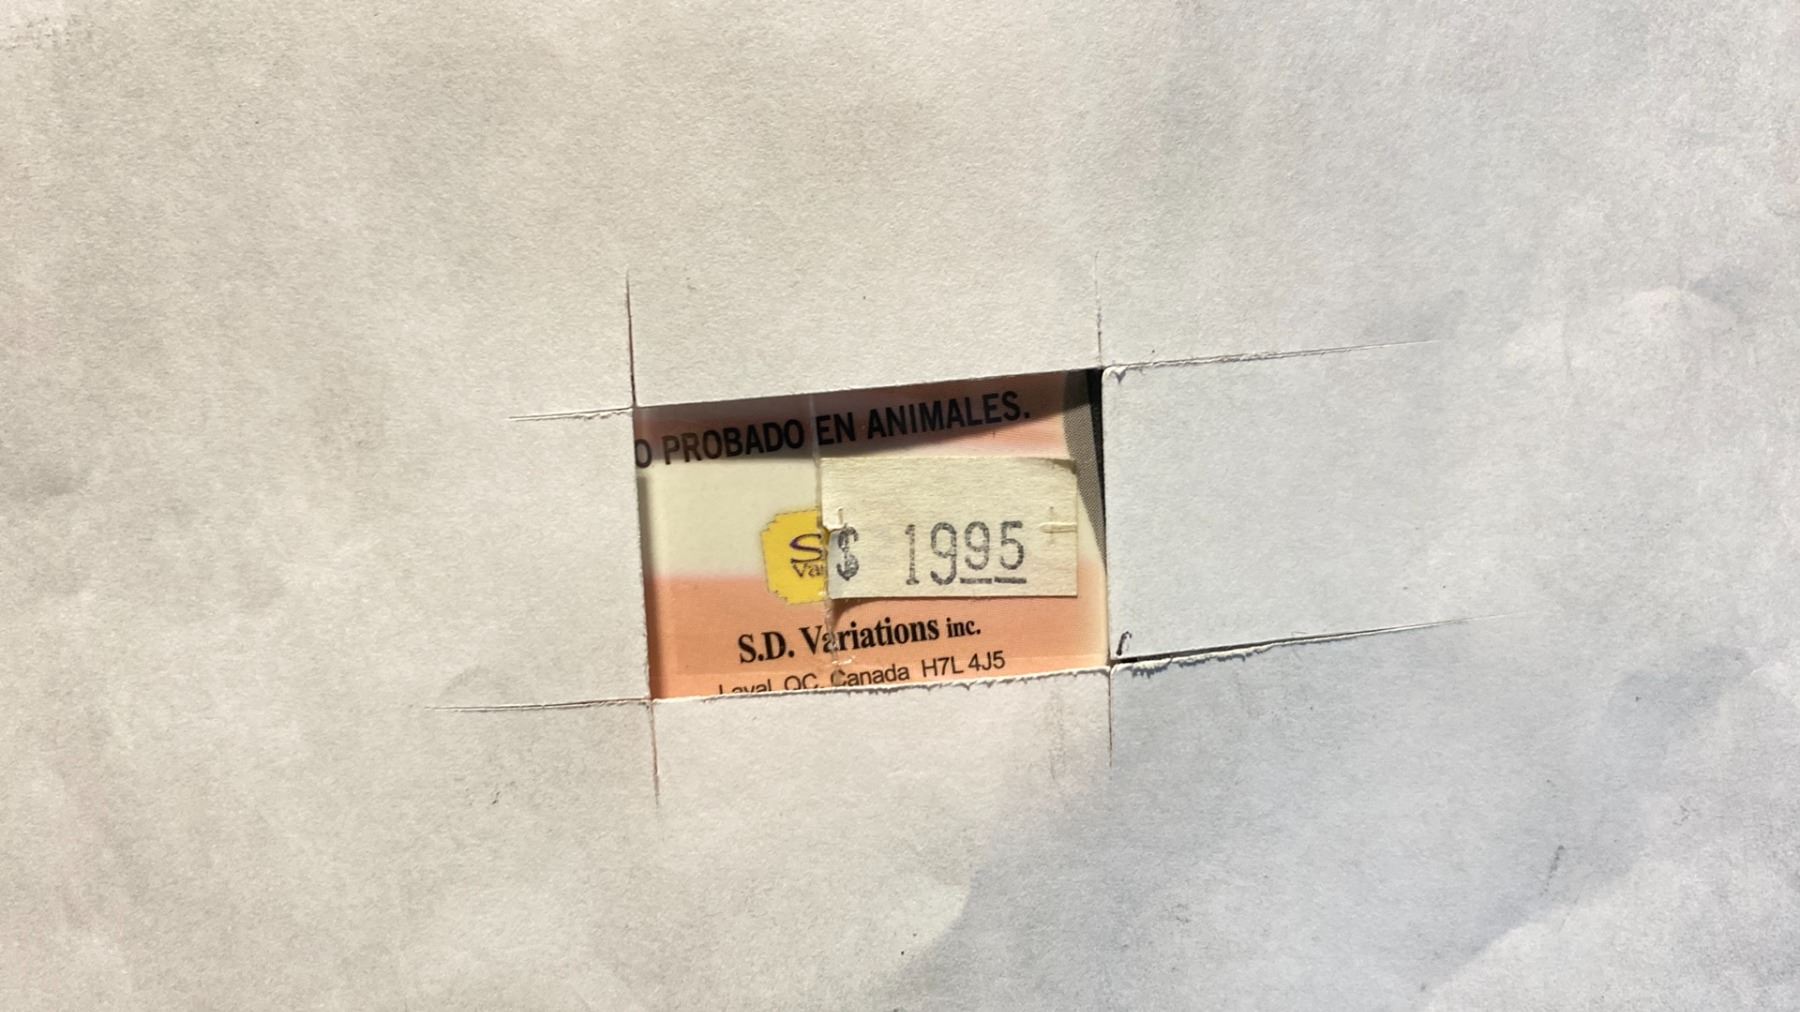 O PROBADO EN ANIMALES.
$ 1995
S.D. Variations inc.
Laval, QC, Canada H7L 4J5